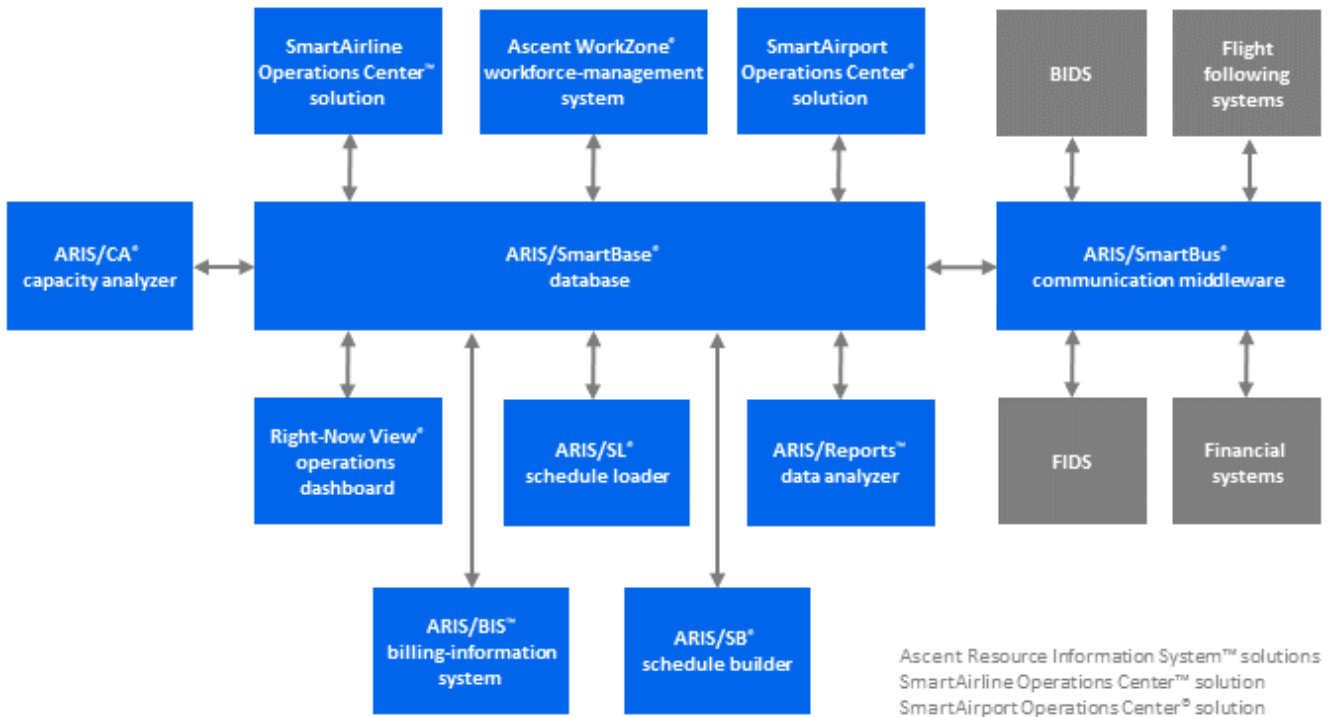 SmartAirline
Operations Center™
solution
Ascent WorkZone®
workforce-management
system
SmartAirport
Operations Center®
solution
BIDS
Flight
following
systems
ARIS/CA®
capacity analyzer
ARIS/SmartBase®
database
ARIS/SmartBus®
communication middleware
Right-Now View®
operations
dashboard
ARIS/SL®
schedule loader
ARIS/Reports™
data analyzer
FIDS
Financial
systems
ARIS/BIS™
billing-information
system
ARIS/SB®
schedule builder
Ascent Resource Information System™ solutions
SmartAirline Operations Center™ solution
SmartAirport Operations Center® solution